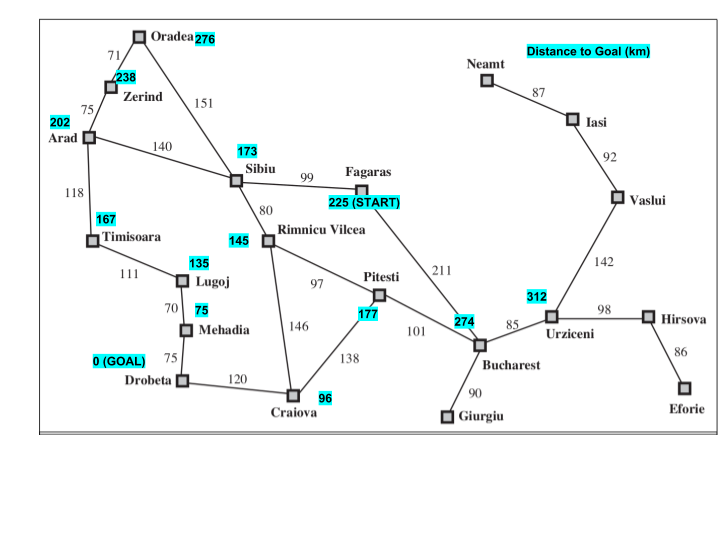 Oradea 276
Distance to Goal (km)
71
Neamt
238
Zerind
87
75
151
202
Iasi
Arad
140
173
92
Sibiu
99
Fagaras
118
225 (START)
Vaslui
80
167
145
Rimnicu Vilcea
Timisoara
142
135
111
Lugoj
97
Pitesti
211
312
70
75
98
Hirsova
Mehadia
146
177
101
274
85
Urziceni
0 (GOAL)
75
138
86
Bucharest
Drobeta
120
90
96
Eforie
Craiova
Giurgiu